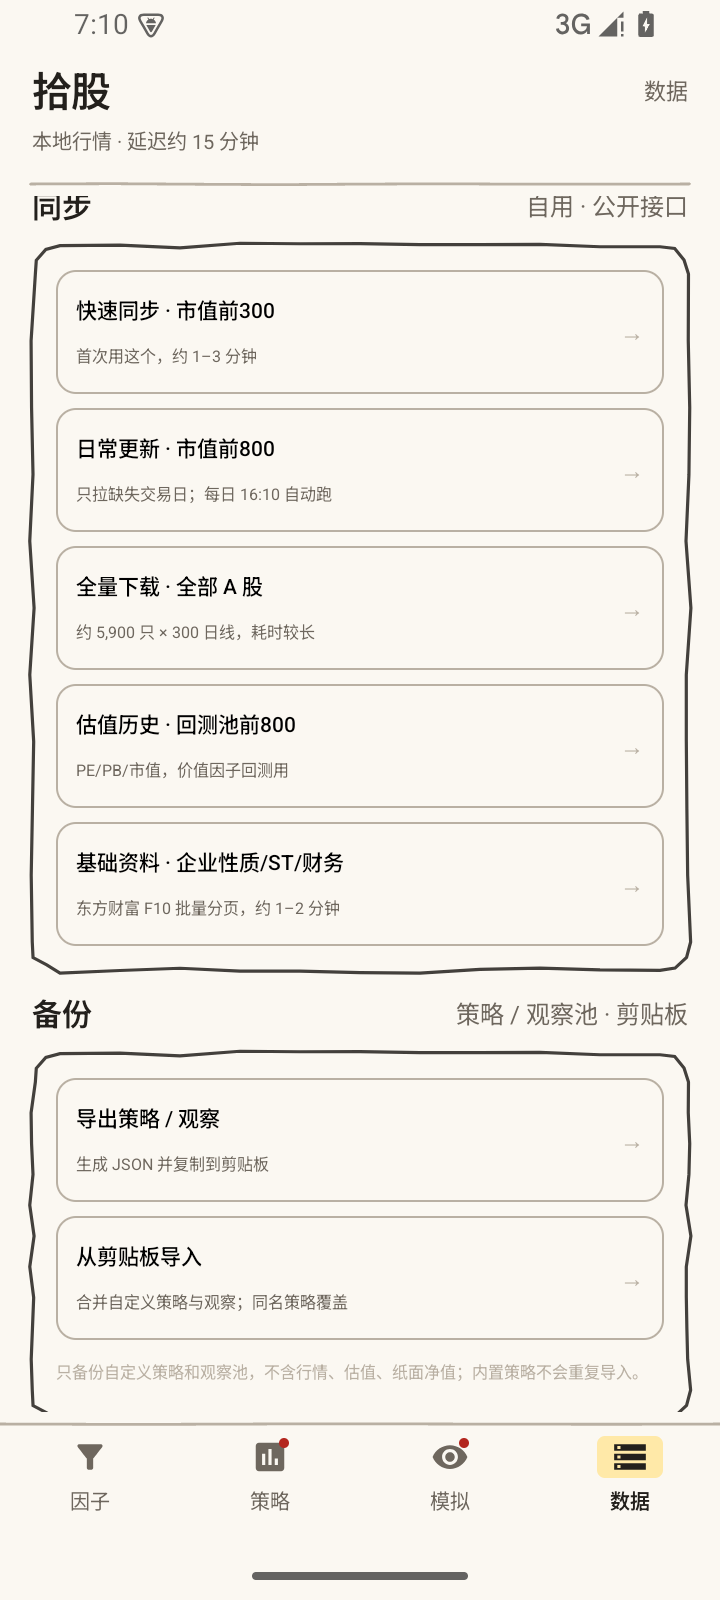 7:10
3G
拾股
数据
本地行情 · 延迟约 15 分钟
同步
自用 · 公开接口
快速同步 · 市值前300
首次用这个，约 1–3 分钟
→
日常更新 · 市值前800
只拉缺失交易日；每日 16:10 自动跑
→
全量下载 · 全部 A 股
约 5,900 只 × 300 日线，耗时较长
→
估值历史 · 回测池前800
PE/PB/市值，价值因子回测用
→
基础资料 · 企业性质/ST/财务
东方财富 F10 批量分页，约 1–2 分钟
→
备份
策略 / 观察池 · 剪贴板
导出策略 / 观察
生成 JSON 并复制到剪贴板
→
从剪贴板导入
合并自定义策略与观察；同名策略覆盖
→
只备份自定义策略和观察池，不含行情、估值、纸面净值；内置策略不会重复导入。
因子
策略
模拟
数据